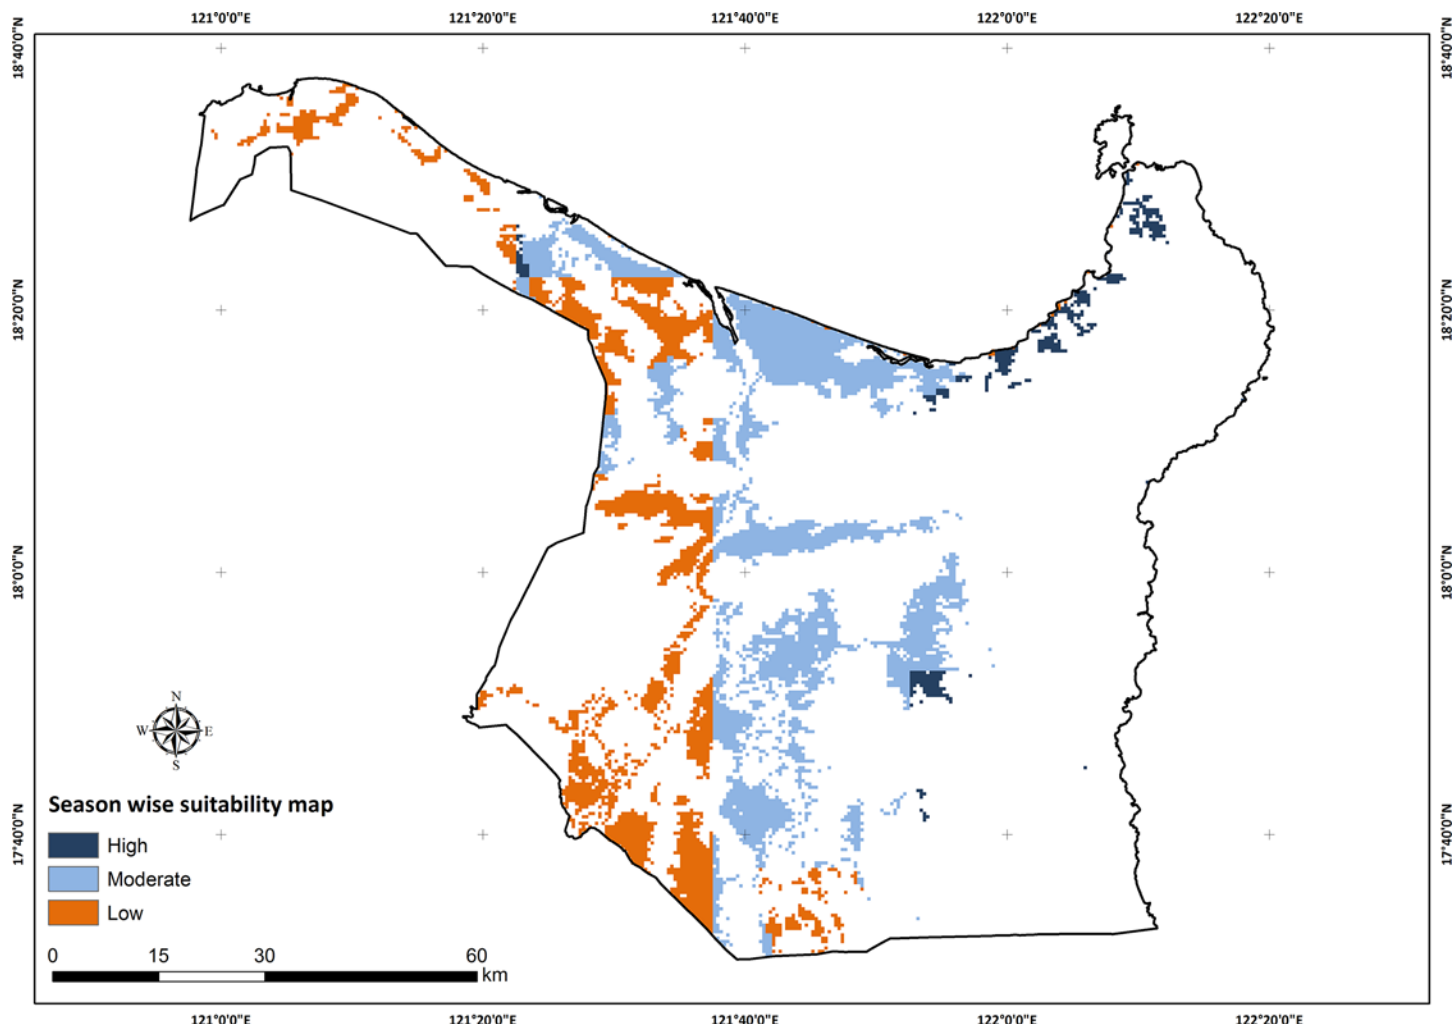 121°0'0"E 121°20'0"E 121°40'0"E 122°0'0"E 122°20'0"E
18°40'0"N 18°40'0"N
18°20'0"N 18°20'0"N
18°0'0"N 18°0'0"N
N
W E
S
Season wise suitability map
High
17°40'0"N 17°40'0"N
Moderate
Low
0 15 30 60
km
121°0'0"E 121°20'0"E 121°40'0"E 122°0'0"E 122°20'0"E